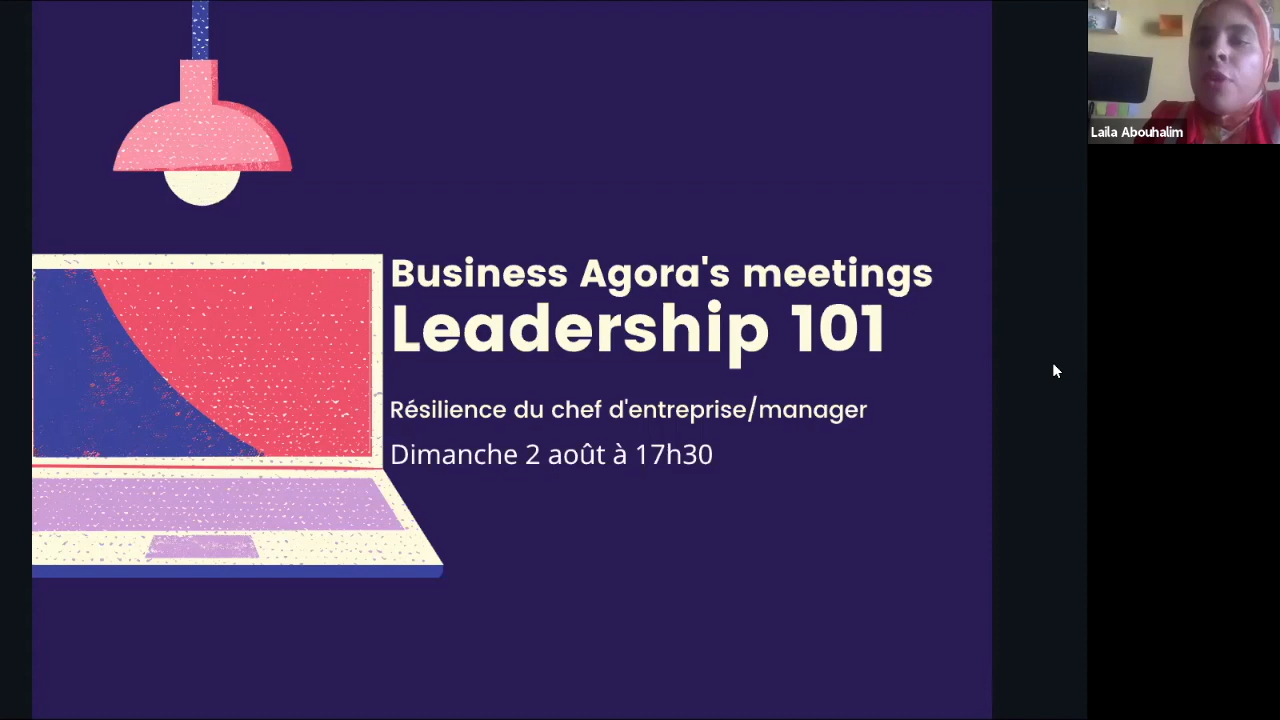 Business Agora's meetings
Leadership 101
Résilience du chef d'entreprise/manager
Dimanche 2 août à 17h30
Laila Abouhalim